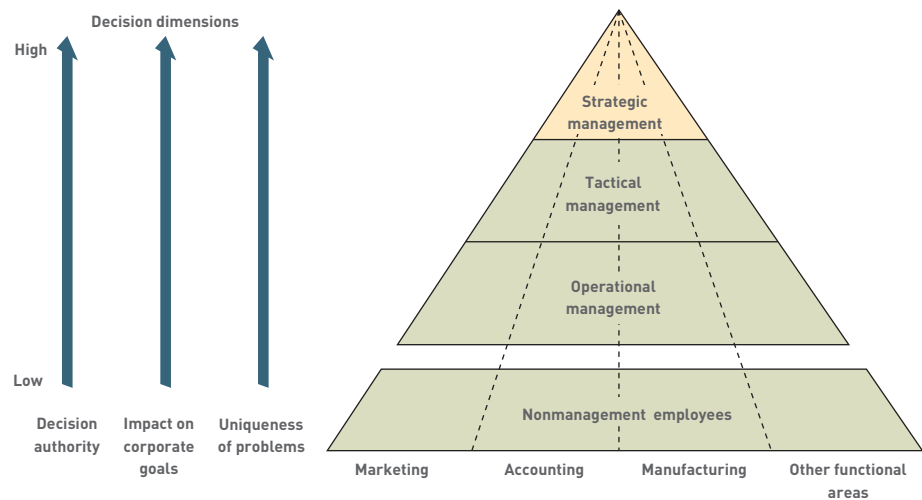 Decision dimensions
High
Low
Decision
authority
Impact on
corporate
goals
Uniqueness
of problems
Strategic
management
Tactical
management
Operational
management
Nonmanagement employees
Marketing
Accounting
Manufacturing
Other functional
areas